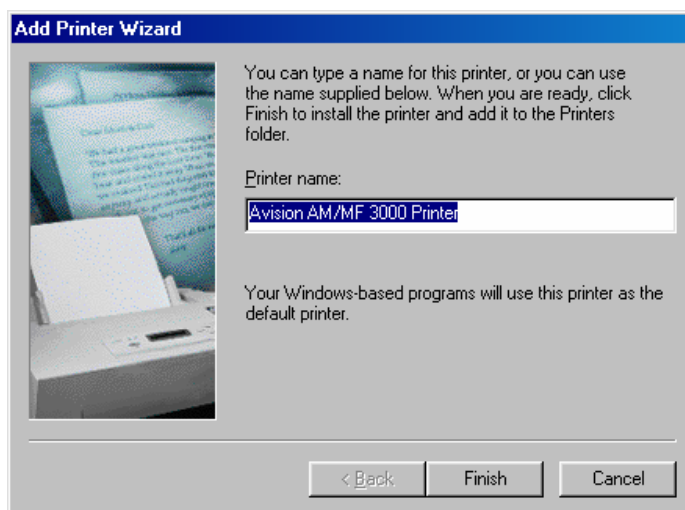 Add Printer Wizard
You can type a name for this printer, or you can use
the name supplied below. When you are ready, click
Finish to install the printer and add it to the Printers
folder.
Printer name:
Avision AM/MF 3000 Printer
Your Windows-based programs will use this printer as the
default printer.
< Back
Finish
Cancel